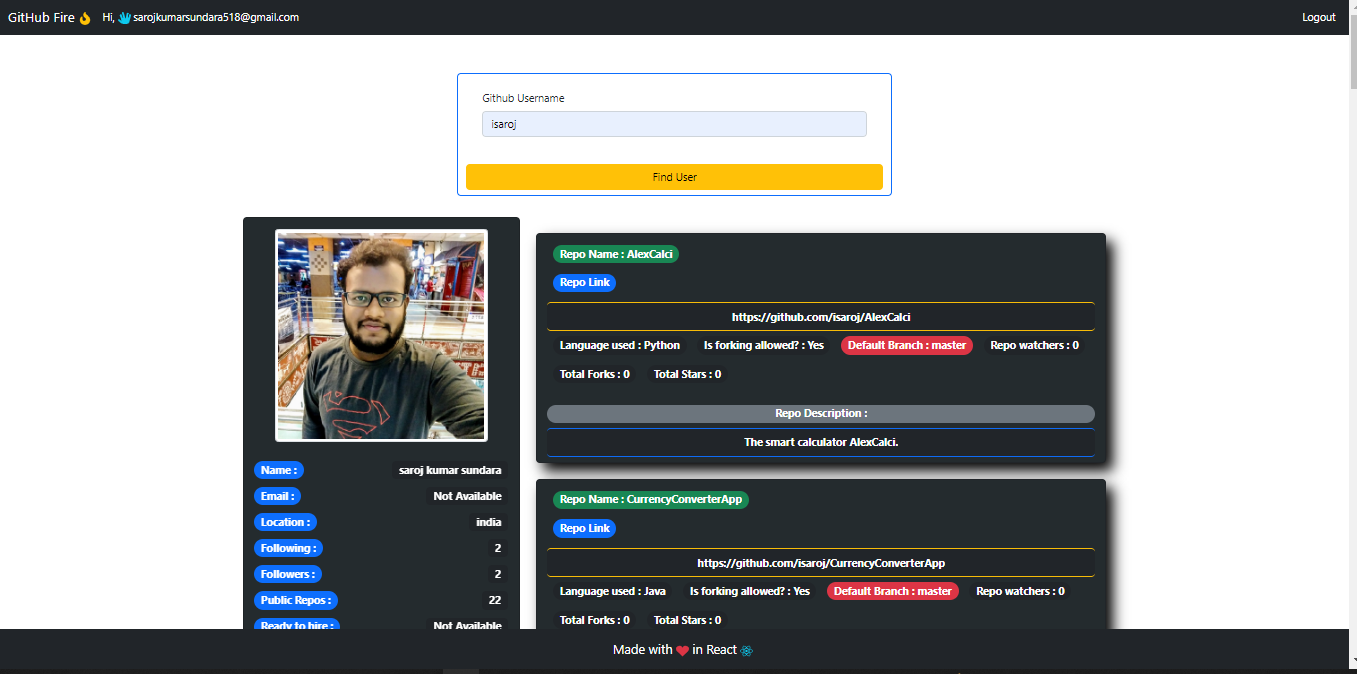 GitHub Fire 🔥 Hi, 👋 sarojkumarsundara518@gmail.com Logout
Github Username
isaroj
Find User
Name : saroj kumar sundara
Email : Not Available
Location : india
Following : 2
Followers : 2
Public Repos : 22
Ready to hire : Not Available
Repo Name : AlexCalci
Repo Link
https://github.com/isaroj/AlexCalci
Language used : Python Is forking allowed? : Yes Default Branch : master Repo watchers : 0
Total Forks : 0 Total Stars : 0
Repo Description :
The smart calculator AlexCalci.
Repo Name : CurrencyConverterApp
Repo Link
https://github.com/isaroj/CurrencyConverterApp
Language used : Java Is forking allowed? : Yes Default Branch : master Repo watchers : 0
Total Forks : 0 Total Stars : 0
Made with ❤️ in React ⚛